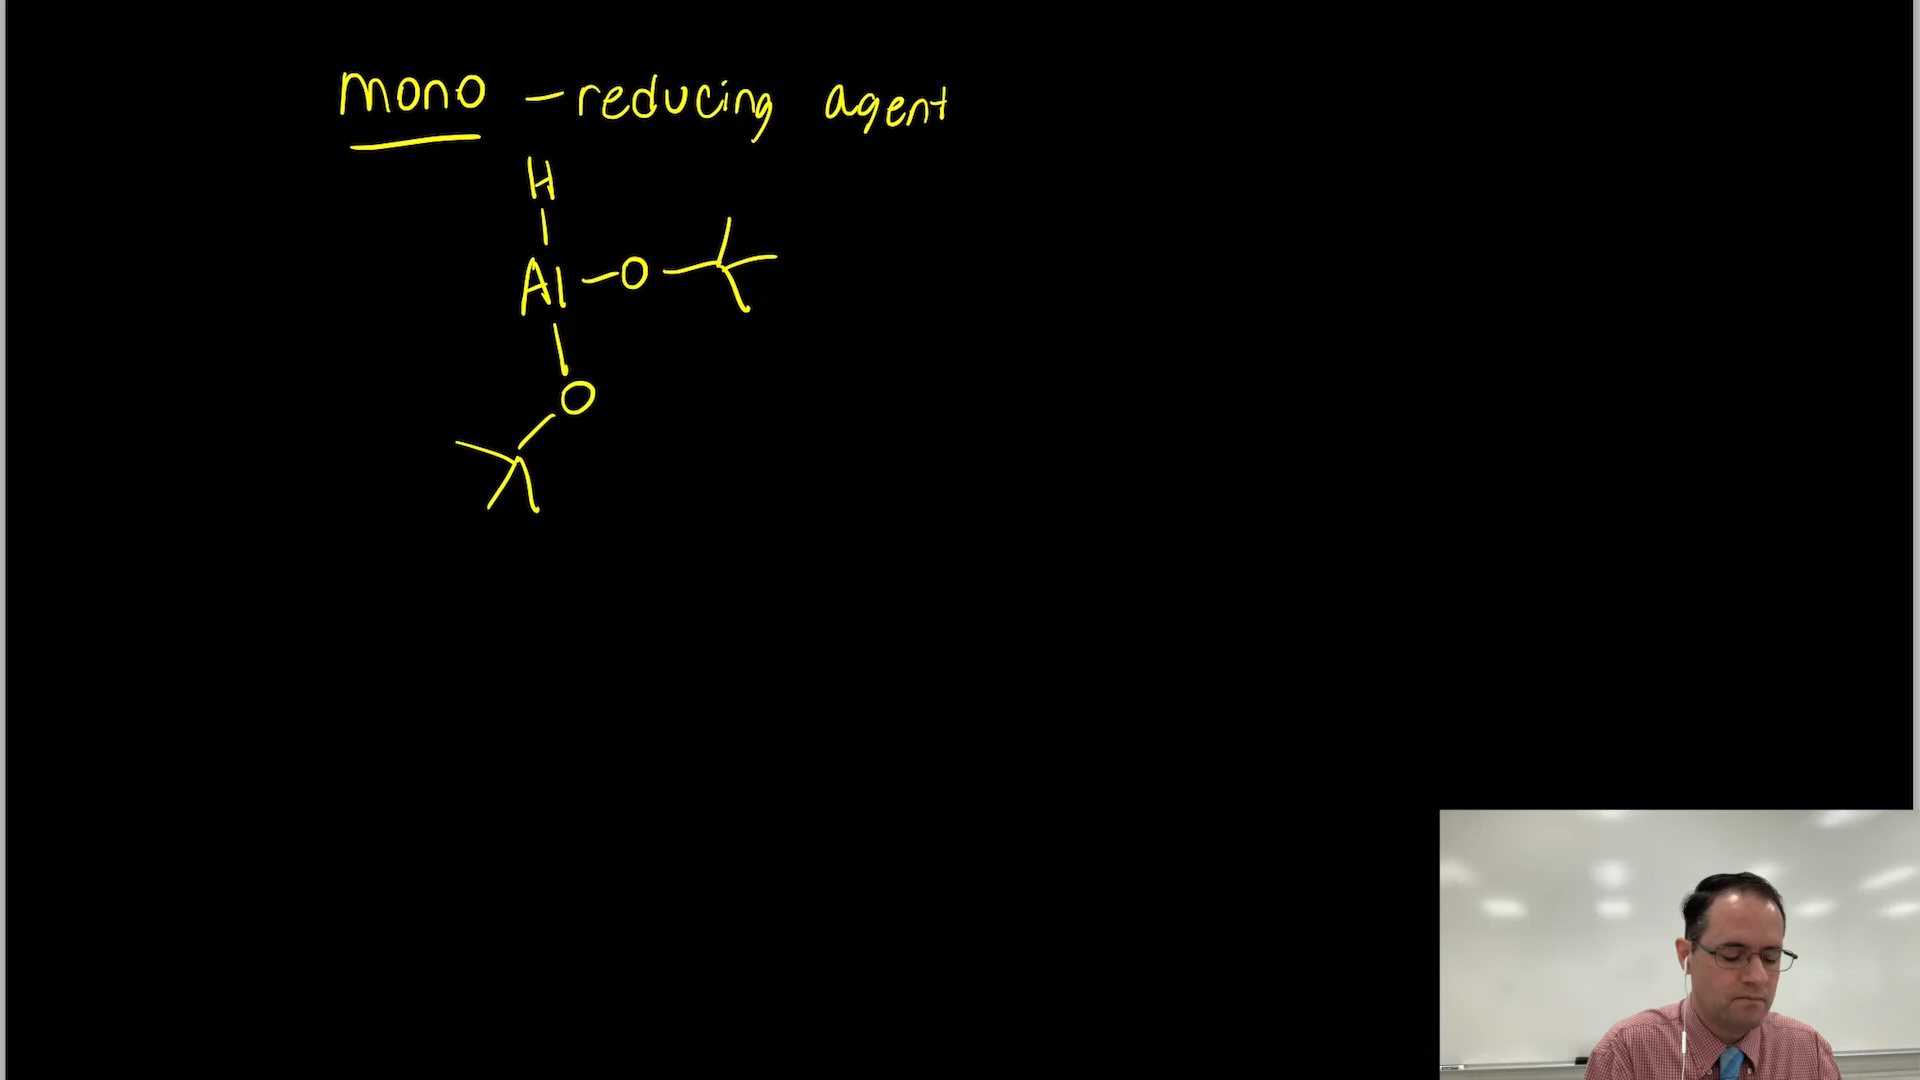 mono – reducing agent
H
Al – O
O